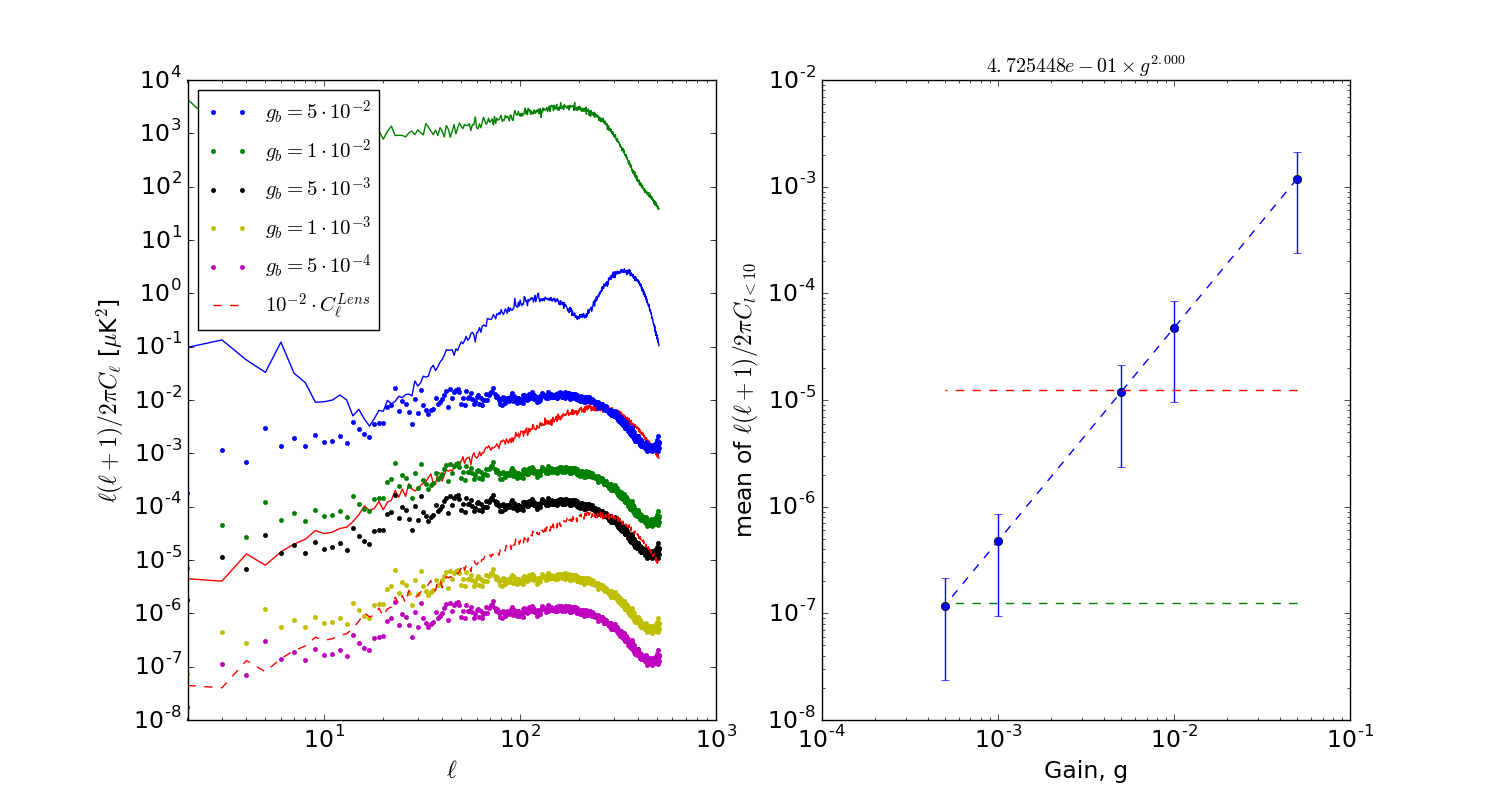 10^4
10^3
10^2
10^1
10^0
10^-1
10^-2
10^-3
10^-4
10^-5
10^-6
10^-7
10^-8
ℓ(ℓ+1)/2πC_ℓ [μK^2]
g_b = 5·10^-2
g_b = 1·10^-2
g_b = 5·10^-3
g_b = 1·10^-3
g_b = 5·10^-4
10^-2·C_ℓ^Lens
10^1 10^2 10^3
ℓ
4.725448e−01 × g^2.000
10^-2
10^-3
10^-4
10^-5
10^-6
10^-7
10^-8
mean of ℓ(ℓ+1)/2πC_l<10
10^-4 10^-3 10^-2 10^-1
Gain, g